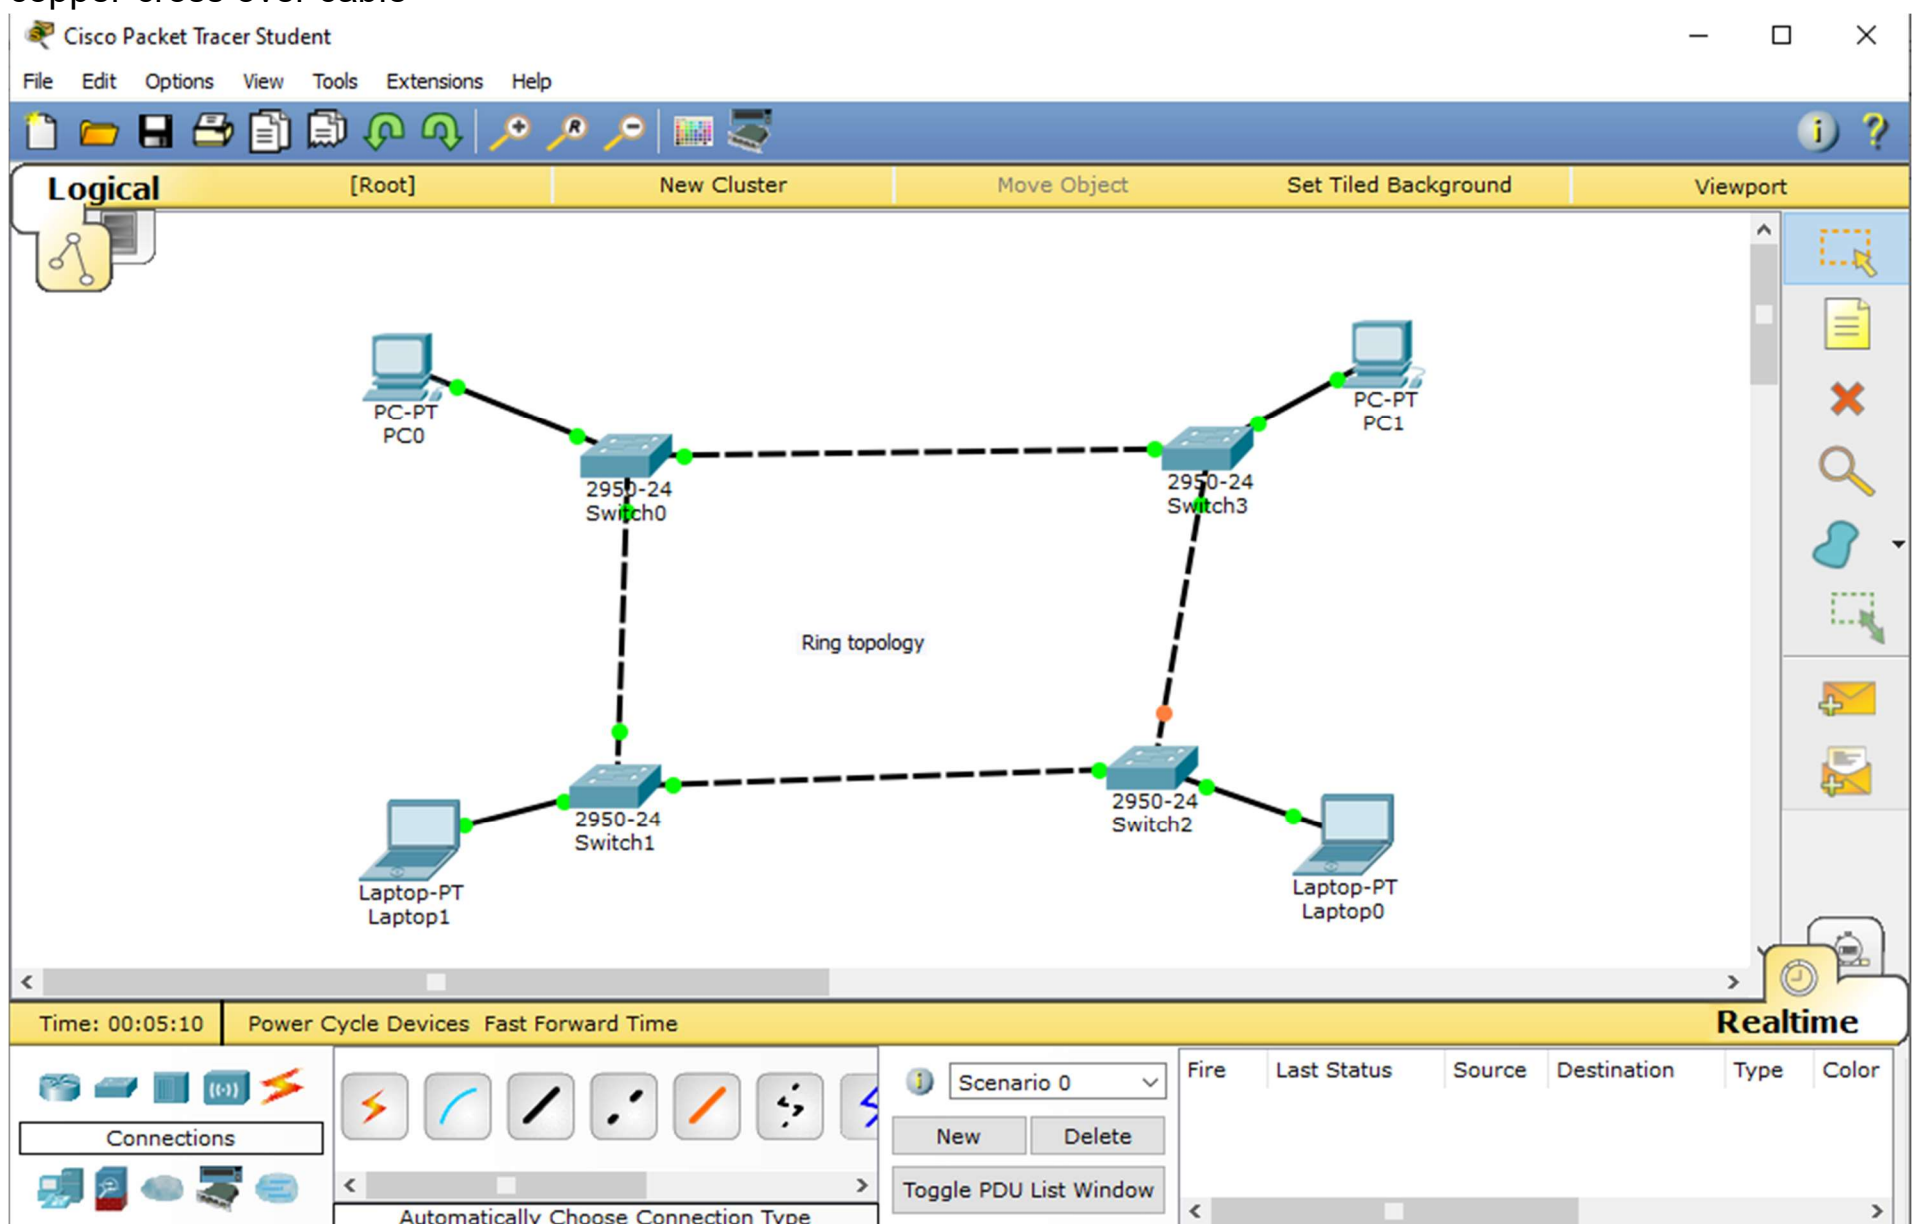 copper cross over cable
Cisco Packet Tracer Student
File Edit Options View Tools Extensions Help
Logical [Root] New Cluster Move Object Set Tiled Background Viewport
PC-PT
PC0
PC-PT
PC1
2950-24
Switch0
2950-24
Switch3
Ring topology
2950-24
Switch1
2950-24
Switch2
Laptop-PT
Laptop1
Laptop-PT
Laptop0
Time: 00:05:10 Power Cycle Devices Fast Forward Time Realtime
Connections
Automatically Choose Connection Type
Scenario 0
New Delete
Toggle PDU List Window
Fire Last Status Source Destination Type Color